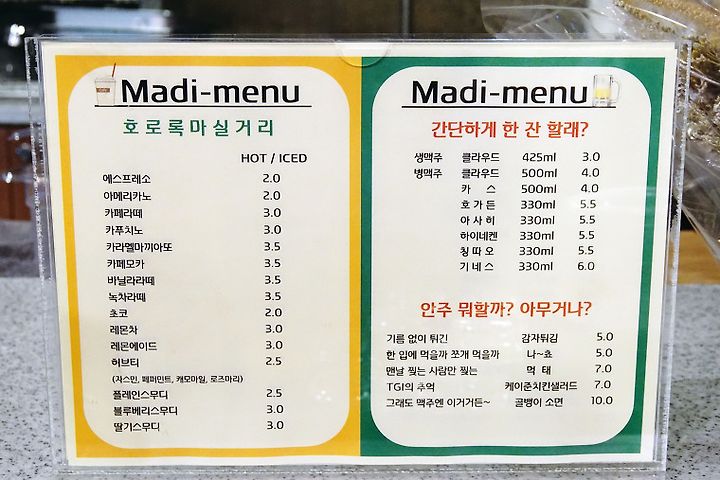 Madi-menu
호로록마실거리
HOT / ICED
에스프레소 2.0
아메리카노 2.0
카페라떼 3.0
카푸치노 3.0
카라멜마끼아또 3.5
카페모카 3.5
바닐라라떼 3.5
녹차라떼 3.5
초코 2.0
레몬차 3.0
레몬에이드 3.0
허브티 2.5
(쟈스민, 페퍼민트, 캐모마일, 로즈마리)
플레인스무디 2.5
블루베리스무디 3.0
딸기스무디 3.0
Madi-menu
간단하게 한 잔 할래?
생맥주 클라우드 425ml 3.0
병맥주 클라우드 500ml 4.0
카 스 500ml 4.0
호가든 330ml 5.5
아사히 330ml 5.5
하이네켄 330ml 5.5
칭따오 330ml 5.5
기네스 330ml 6.0
안주 뭐할까? 아무거나?
기름 없이 튀긴 감자튀김 5.0
한 입에 먹을까 쪼개 먹을까 나~쵸 5.0
맨날 찢는 사람만 찢는 먹 태 7.0
TGI의 추억 케이준치킨샐러드 7.0
그래도 맥주엔 이거거든~ 골뱅이 소면 10.0